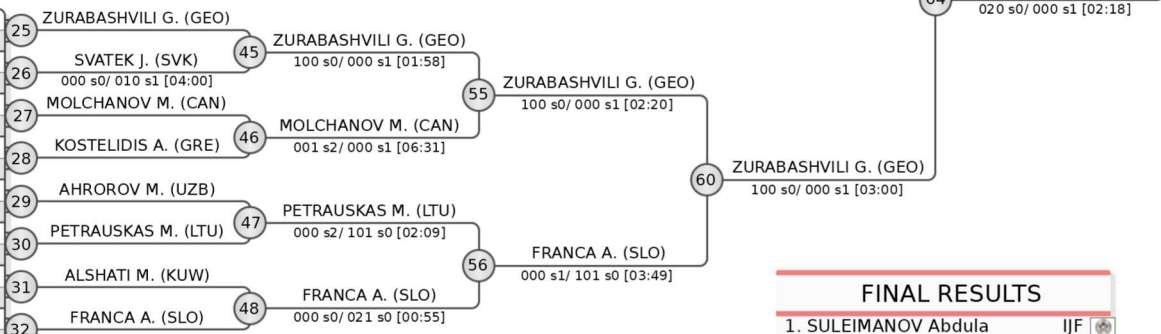 020 s0/ 000 s1 [02:18]
25
ZURABASHVILI G. (GEO)
26
SVATEK J. (SVK)
000 s0/ 010 s1 [04:00]
27
MOLCHANOV M. (CAN)
28
KOSTELIDIS A. (GRE)
29
AHROROV M. (UZB)
30
PETRAUSKAS M. (LTU)
31
ALSHATI M. (KUW)
32
FRANCA A. (SLO)
45
ZURABASHVILI G. (GEO)
100 s0/ 000 s1 [01:58]
46
MOLCHANOV M. (CAN)
001 s2/ 000 s1 [06:31]
47
PETRAUSKAS M. (LTU)
000 s2/ 101 s0 [02:09]
48
FRANCA A. (SLO)
000 s0/ 021 s0 [00:55]
55
ZURABASHVILI G. (GEO)
100 s0/ 000 s1 [02:20]
56
FRANCA A. (SLO)
000 s1/ 101 s0 [03:49]
60
ZURABASHVILI G. (GEO)
100 s0/ 000 s1 [03:00]
FINAL RESULTS
1. SULEIMANOV Abdula IJF